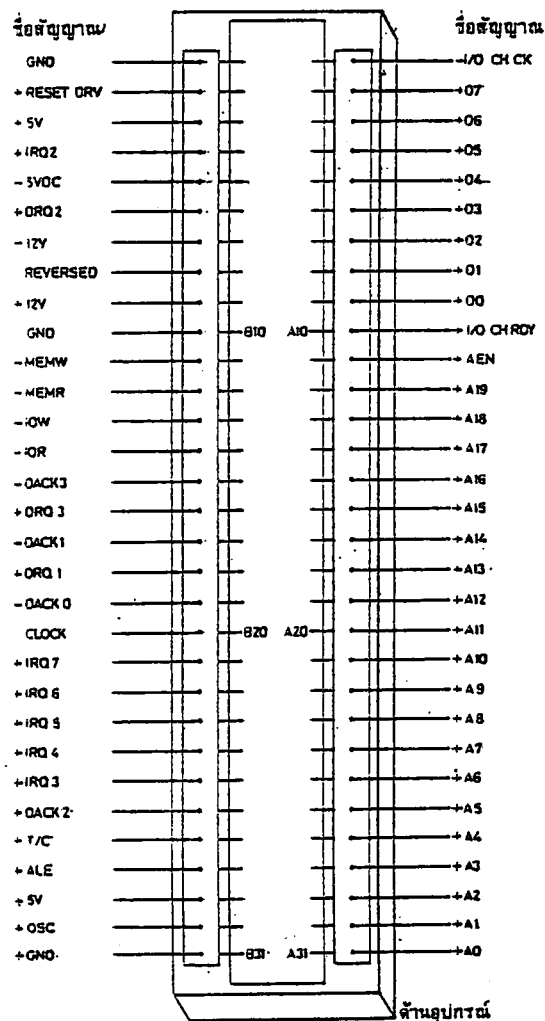 ชื่อสัญญาณ
ชื่อสัญญาณ
GND
-I/O CH CK
+ RESET DRV
+D7
+ 5V
+D6
+IRQ2
+D5
- 5VDC
+D4
+DRQ2
+D3
- 12V
+D2
REVERSED
+D1
+ 12V
+D0
GND
B10
A10
I/O CH RDY
- MEMW
+ AEN
- MEMR
+A19
- IOW
+A18
- IOR
+A17
- DACK3
+A16
+DRQ 3
+A15
- DACK1
+A14
+DRQ 1
+A13
- DACK 0
+A12
CLOCK
B20
A20
+A11
+IRQ 7
+A10
+IRQ 6
+A9
+IRQ 5
+A8
+IRQ 4
+A7
+IRQ 3
+A6
+DACK 2
+A5
+ T/C
+A4
+ ALE
+A3
+ 5V
+A2
+ OSC
+A1
+GND
B31
A31
+A0
ด้านอุปกรณ์